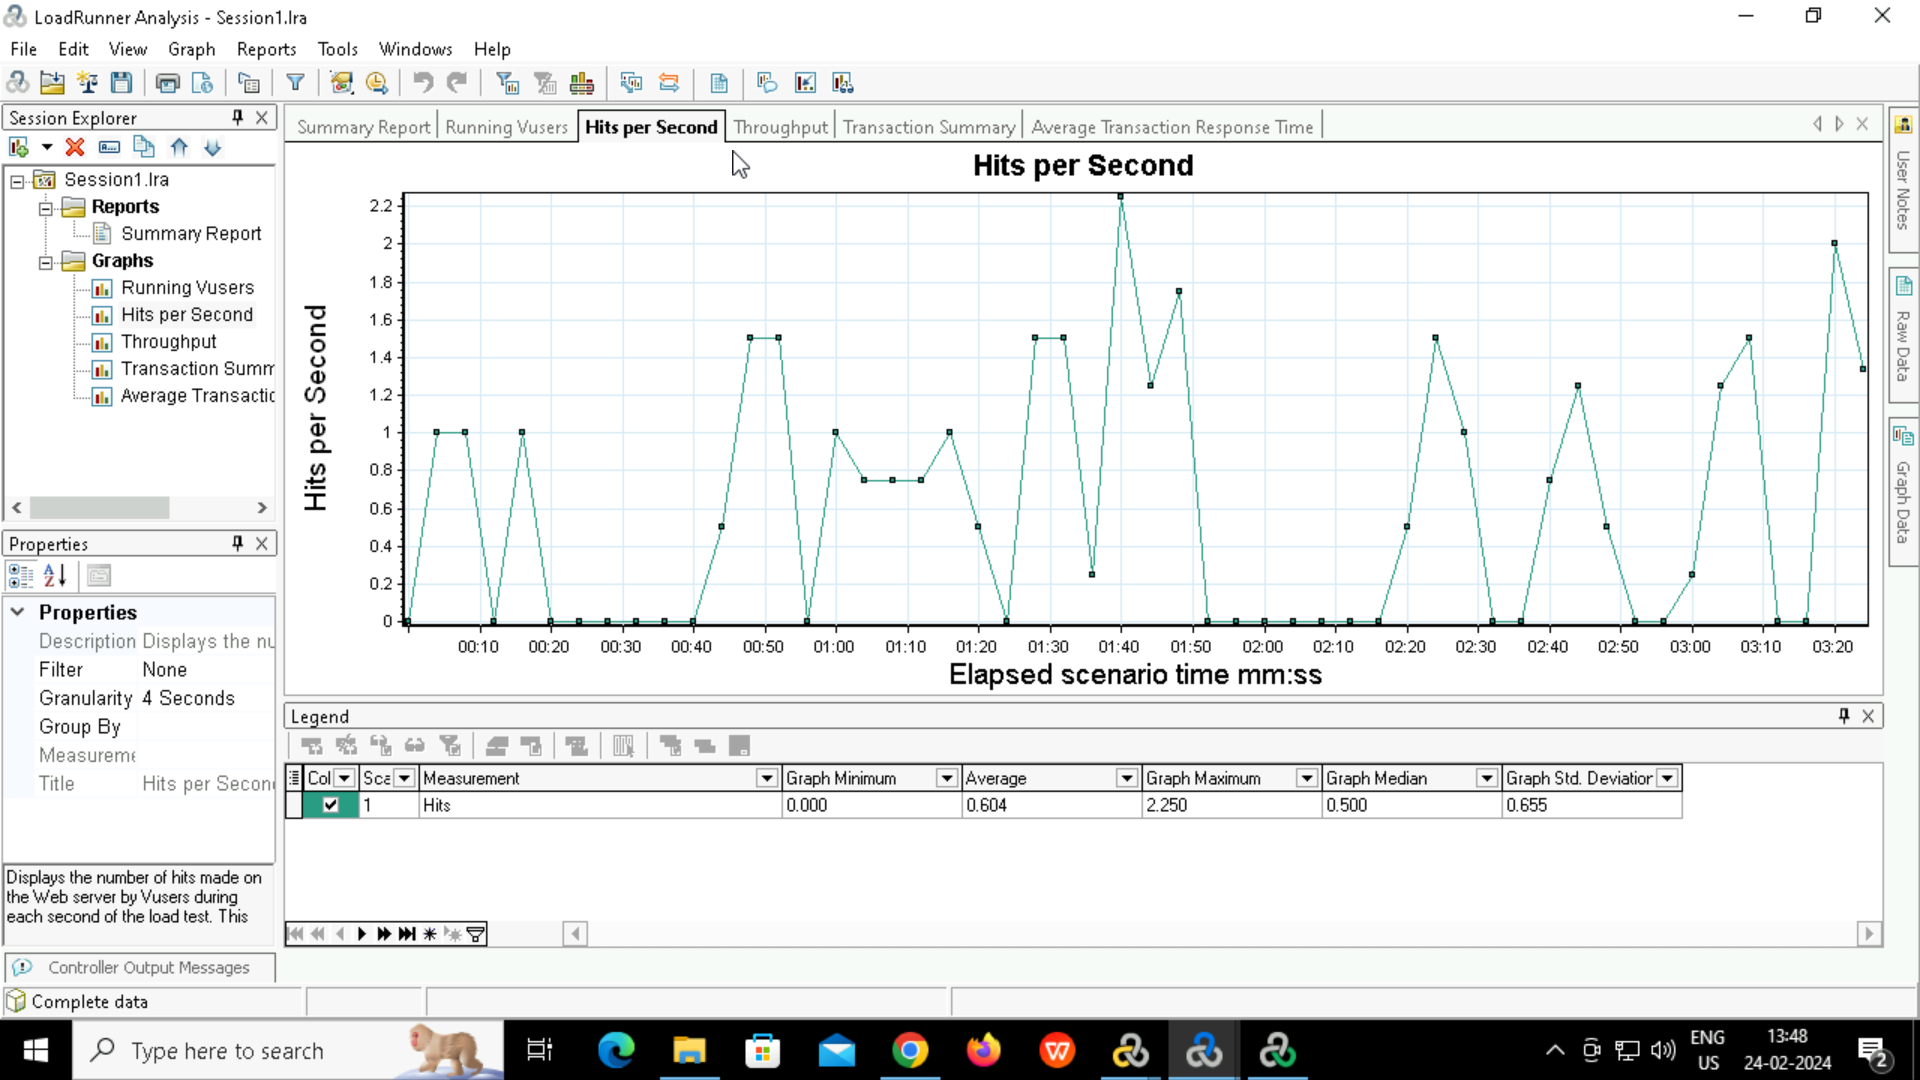 LoadRunner Analysis - Session1.lra
File Edit View Graph Reports Tools Windows Help
Session Explorer
Session1.lra
Reports
Summary Report
Graphs
Running Vusers
Hits per Second
Throughput
Transaction Summ
Average Transactic
Properties
Properties
Description Displays the nu
Filter None
Granularity 4 Seconds
Group By
Measureme
Title Hits per Secon
Displays the number of hits made on
the Web server by Vusers during
each second of the load test. This
Controller Output Messages
Complete data
Summary Report Running Vusers Hits per Second Throughput Transaction Summary Average Transaction Response Time
Hits per Second
Hits per Second
2.2
2
1.8
1.6
1.4
1.2
1
0.8
0.6
0.4
0.2
0
00:10 00:20 00:30 00:40 00:50 01:00 01:10 01:20 01:30 01:40 01:50 02:00 02:10 02:20 02:30 02:40 02:50 03:00 03:10 03:20
Elapsed scenario time mm:ss
Legend
Col Sca Measurement Graph Minimum Average Graph Maximum Graph Median Graph Std. Deviation
1 Hits 0.000 0.604 2.250 0.500 0.655
User Notes
Raw Data
Graph Data
Type here to search
ENG
US
13:48
24-02-2024
2